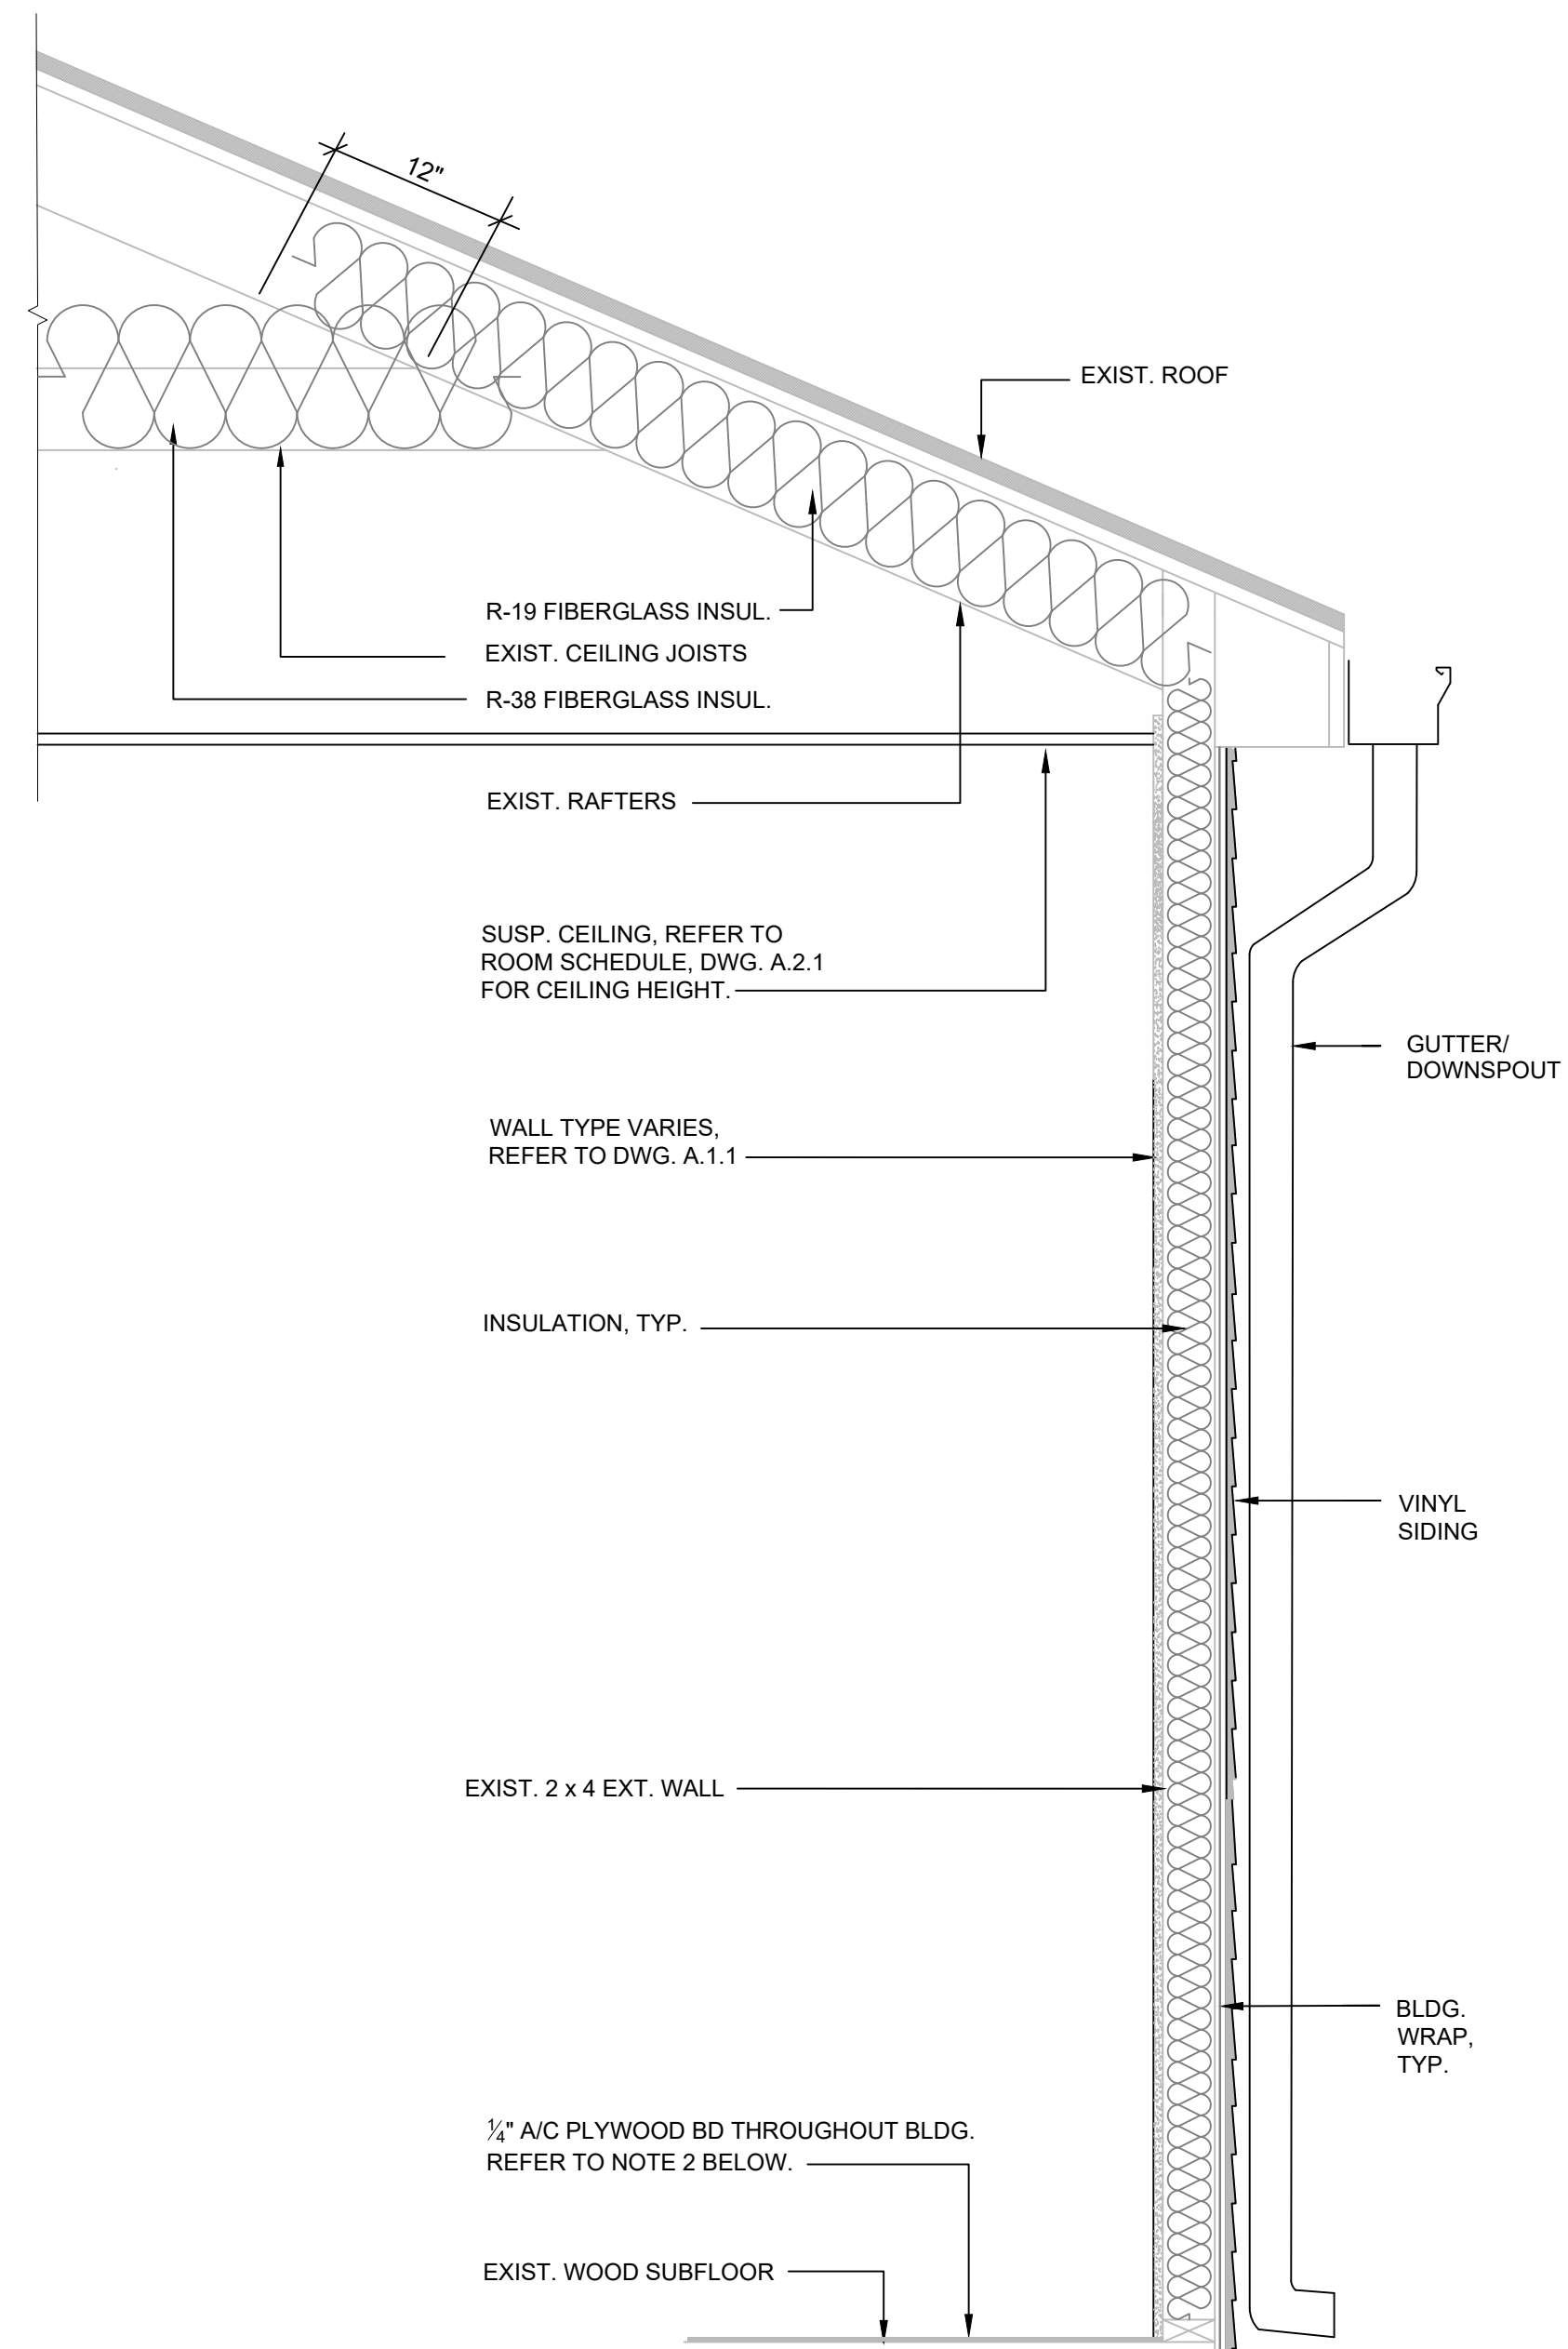 12"
EXIST. ROOF
R-19 FIBERGLASS INSUL.
EXIST. CEILING JOISTS
R-38 FIBERGLASS INSUL.
EXIST. RAFTERS
SUSP. CEILING, REFER TO
ROOM SCHEDULE, DWG. A.2.1
FOR CEILING HEIGHT.
GUTTER/
DOWNSPOUT
WALL TYPE VARIES,
REFER TO DWG. A.1.1
INSULATION, TYP.
VINYL
SIDING
EXIST. 2 x 4 EXT. WALL
BLDG.
WRAP,
TYP.
¼" A/C PLYWOOD BD THROUGHOUT BLDG.
REFER TO NOTE 2 BELOW.
EXIST. WOOD SUBFLOOR